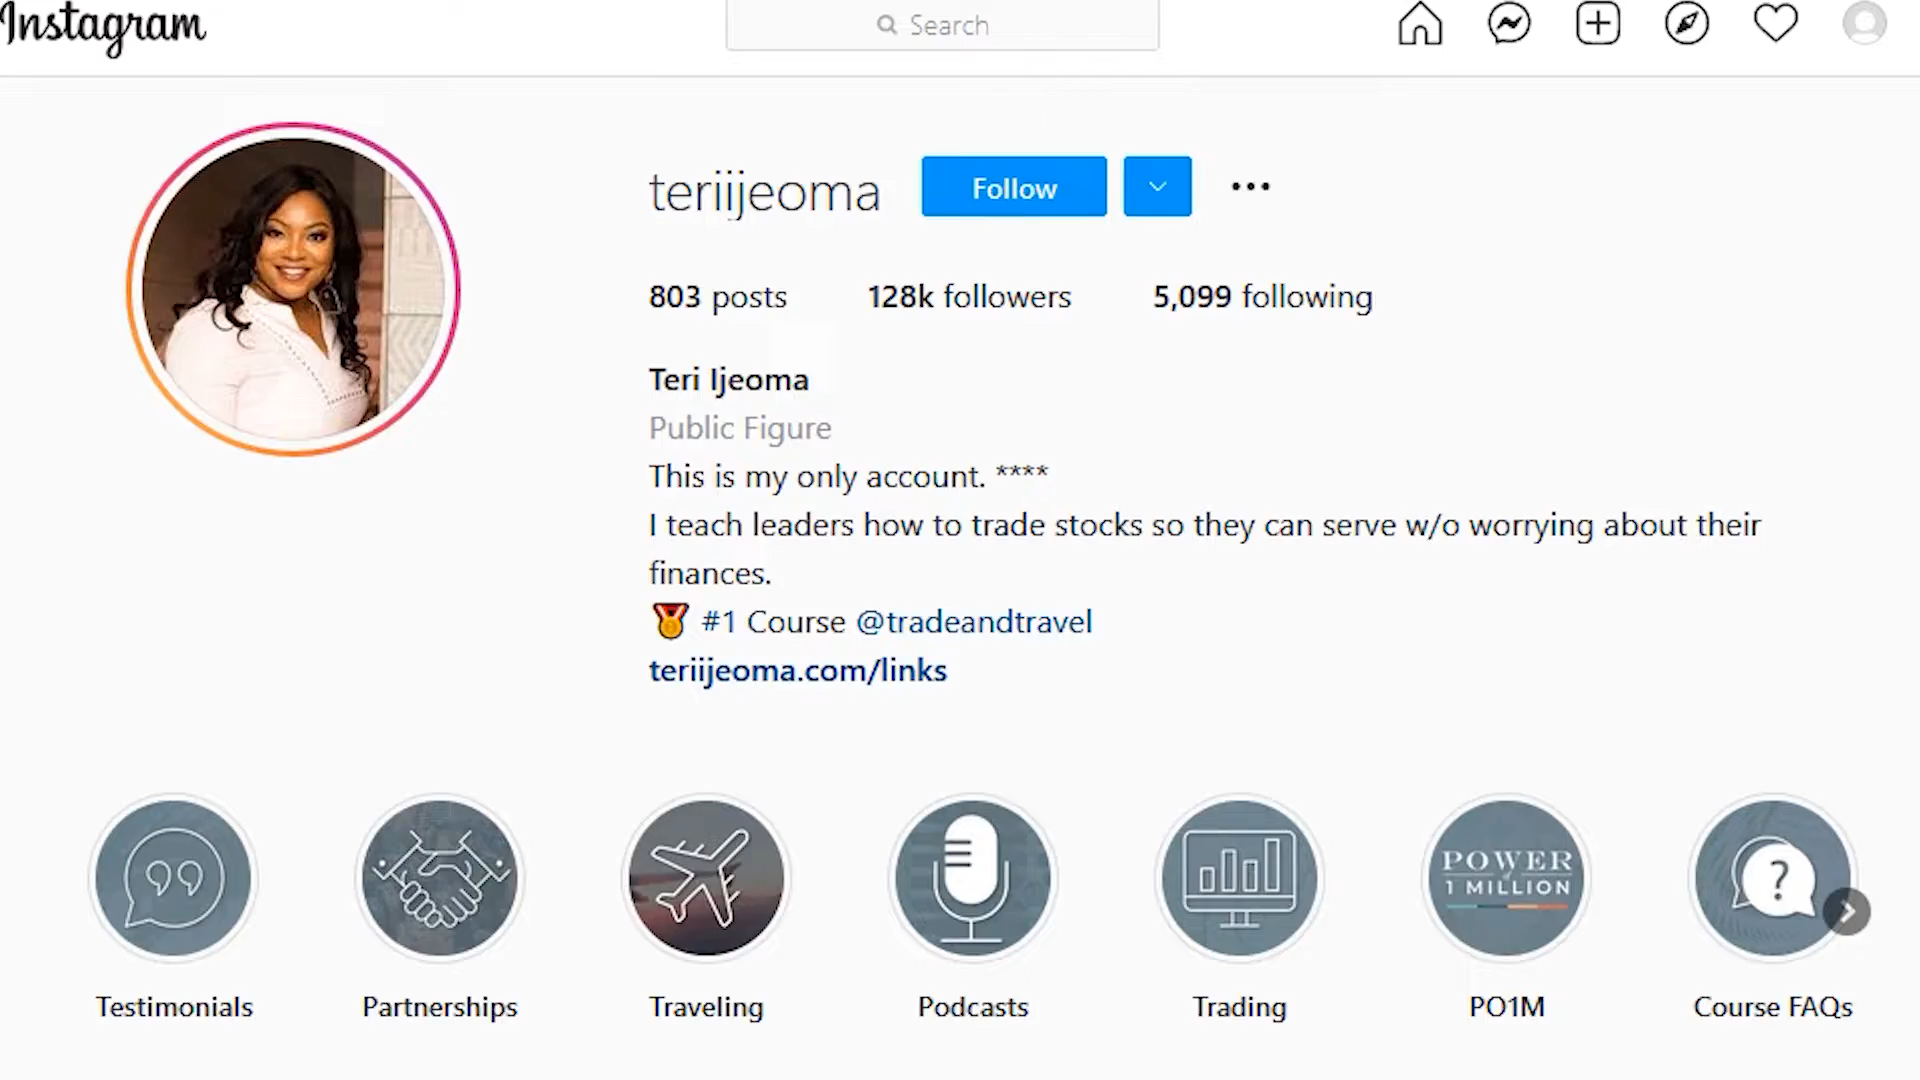 Instagram
Search
teriijeoma Follow
803 posts 128k followers 5,099 following
Teri Ijeoma
Public Figure
This is my only account. ****
I teach leaders how to trade stocks so they can serve w/o worrying about their
finances.
🏅 #1 Course @tradeandtravel
teriijeoma.com/links
POWER
of
1 MILLION
?
Testimonials Partnerships Traveling Podcasts Trading PO1M Course FAQs